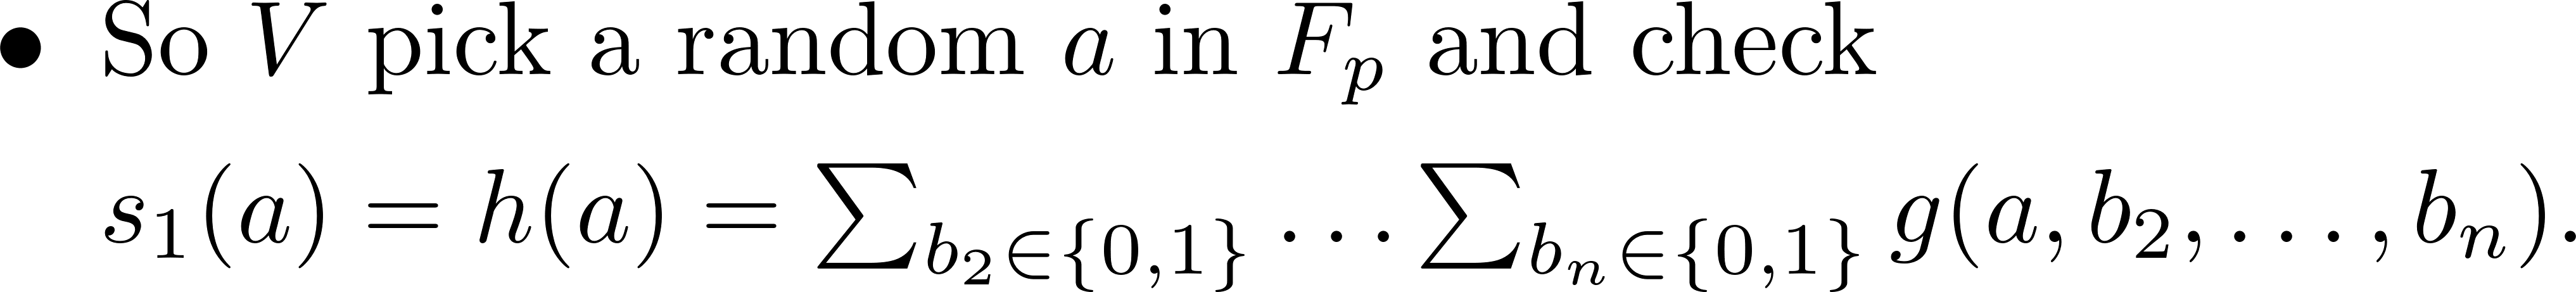 • So V pick a random a in F_p and check
s_1(a) = h(a) = ∑_{b_2∈{0,1}} ... ∑_{b_n∈{0,1}} g(a, b_2, ..., b_n).